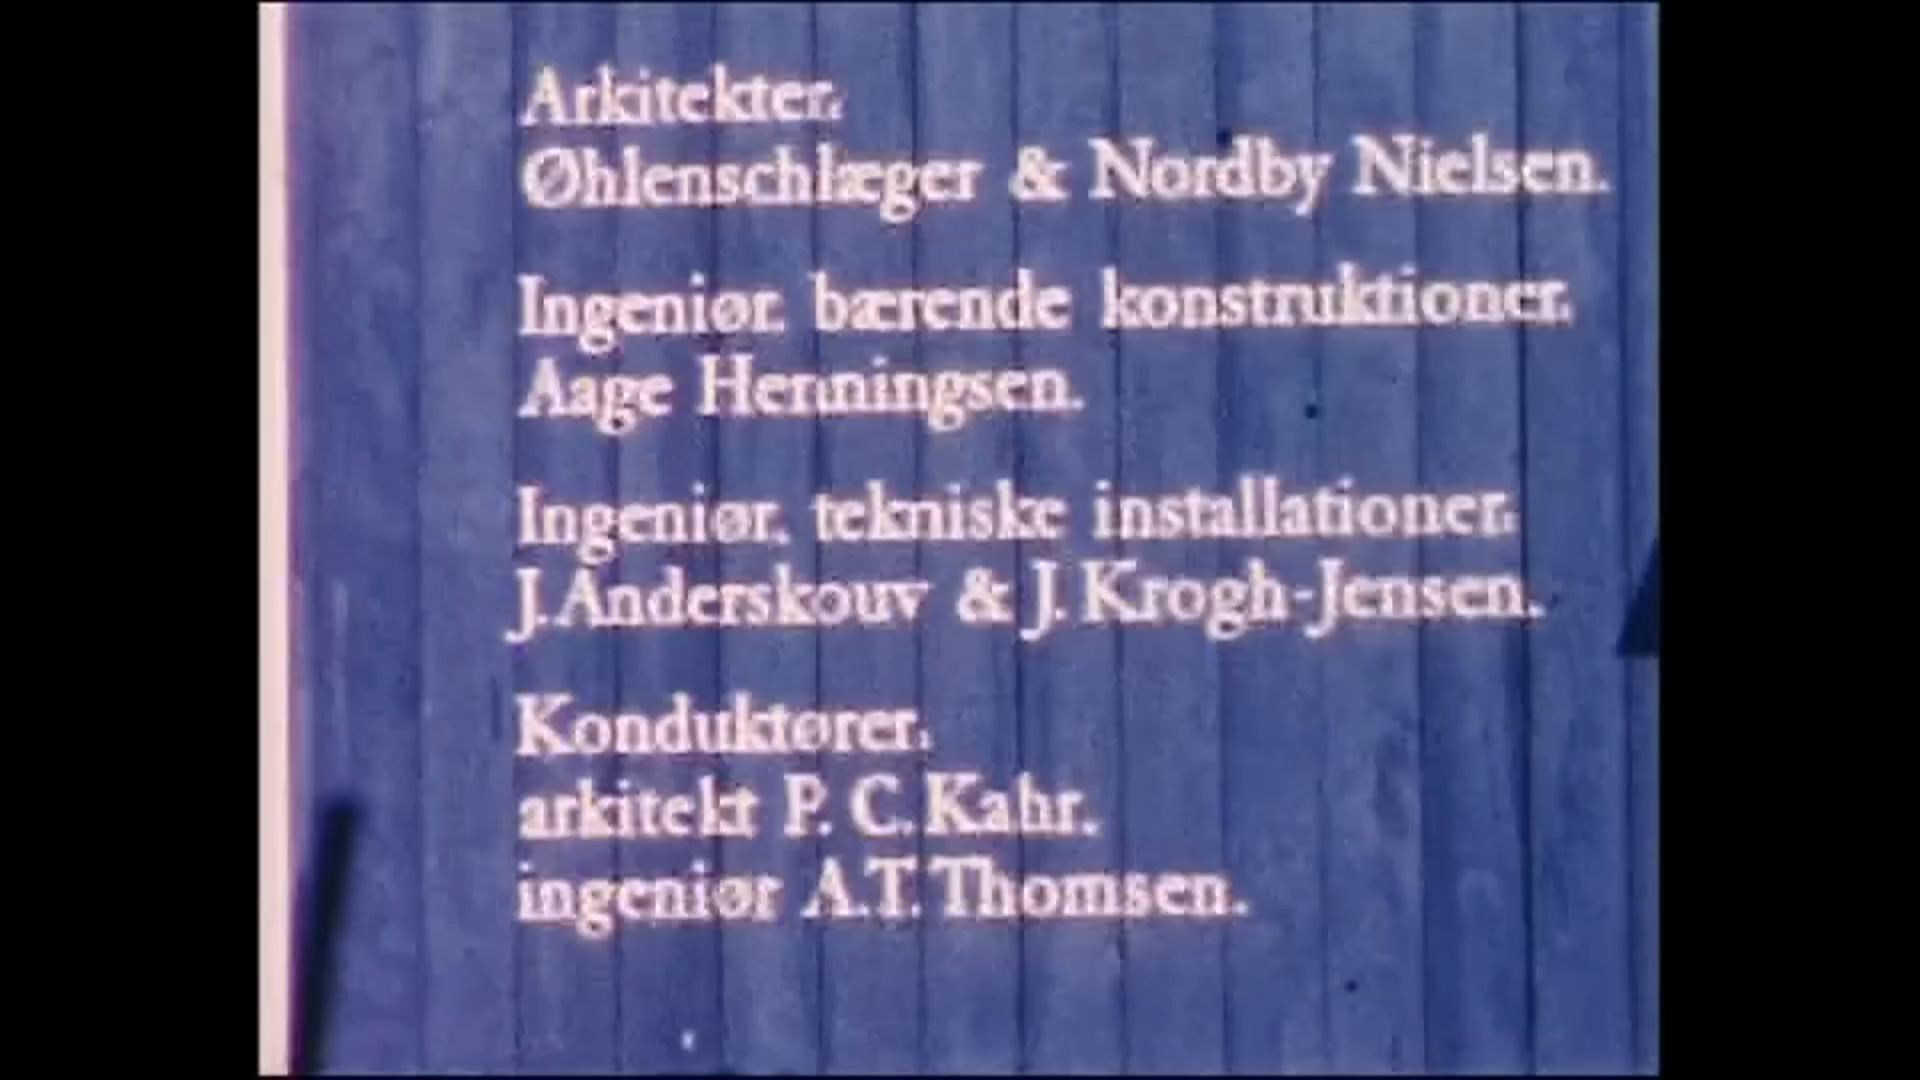 Arkitekter:
Øhlenschlæger & Nordby Nielsen.
Ingeniør, bærende konstruktioner:
Aage Henningsen.
Ingeniør, tekniske installationer:
J. Anderskouv & J. Krogh-Jensen.
Konduktører:
arkitekt P. C. Kahr.
ingeniør A.T. Thomsen.